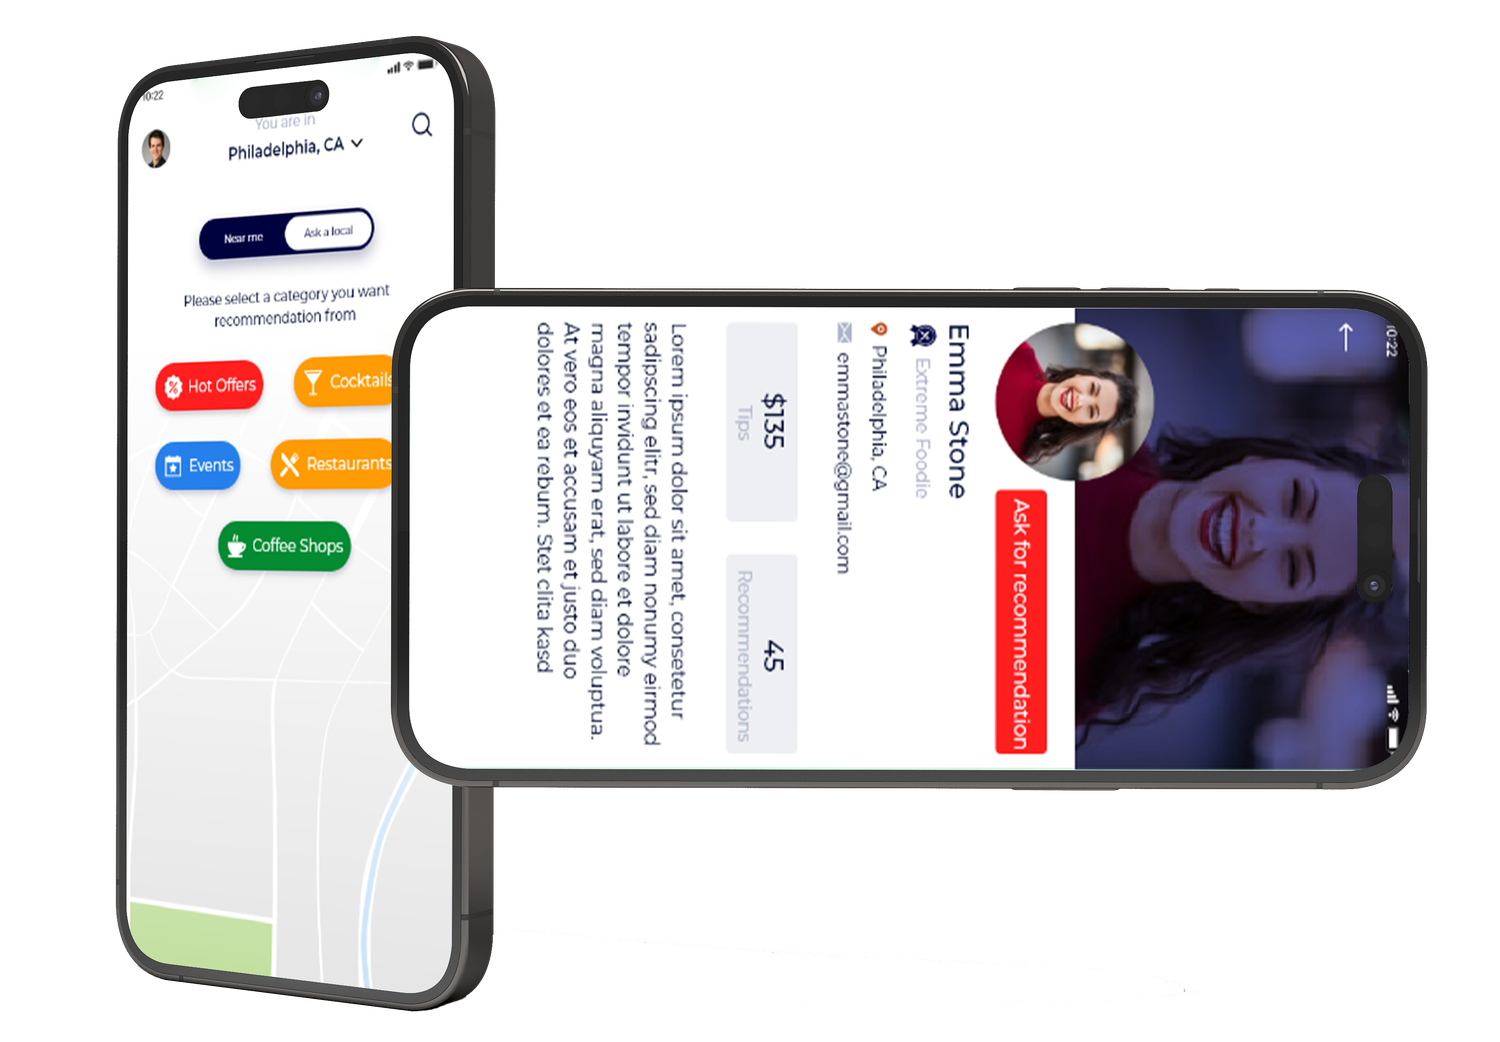 10:22
You are in
Philadelphia, CA
Near me
Ask a local
Please select a category you want
recommendation from
Hot Offers
Cocktails
Events
Restaurants
Coffee Shops
10:22
Ask for recommendation
Emma Stone
Extreme Foodie
Philadelphia, CA
emmastone@gmail.com
$135
Tips
45
Recommendations
Lorem ipsum dolor sit amet, consetetur
sadipscing elitr, sed diam nonumy eirmod
tempor invidunt ut labore et dolore
magna aliquyam erat, sed diam voluptua.
At vero eos et accusam et justo duo
dolores et ea rebum. Stet clita kasd